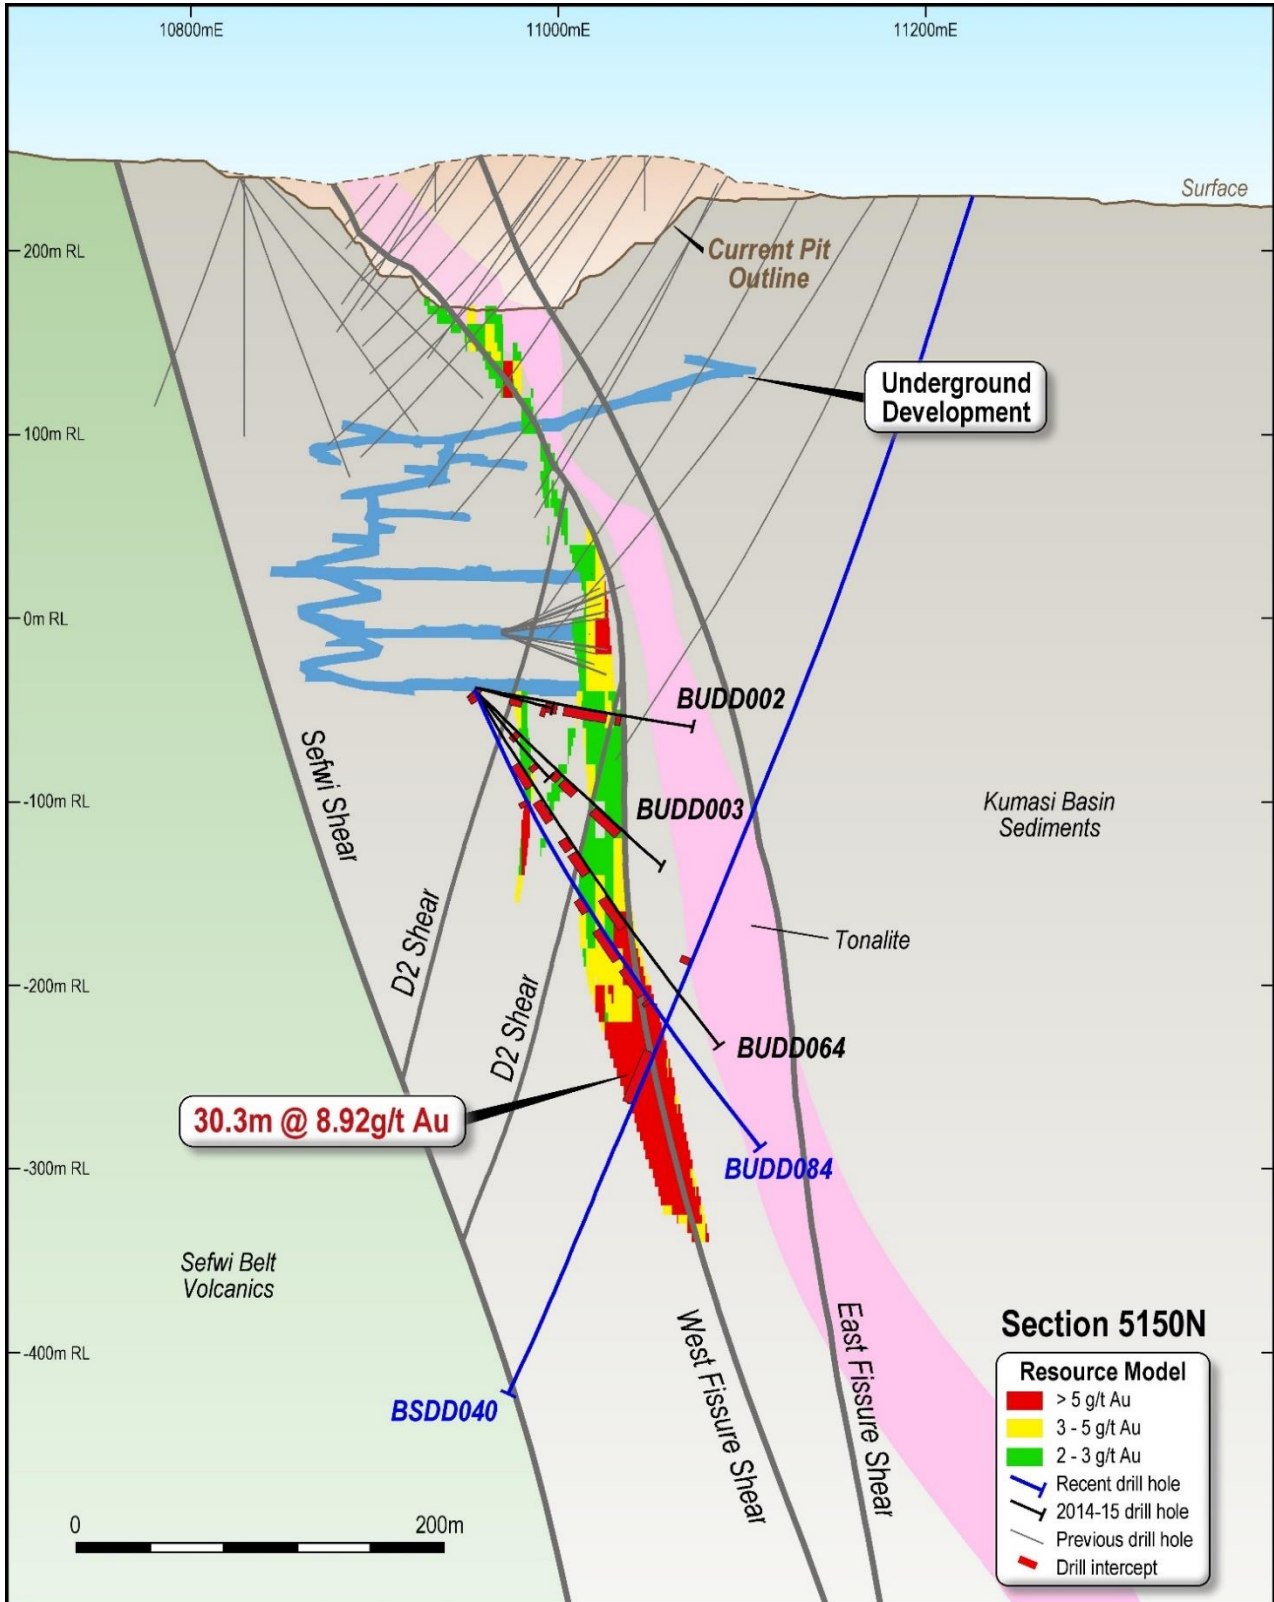 10800mE
11000mE
11200mE
Surface
200m RL
Current Pit
Outline
Underground
Development
100m RL
0m RL
BUDD002
Sefwi Shear
-100m RL
BUDD003
Kumasi Basin
Sediments
D2 Shear
Tonalite
-200m RL
D2 Shear
BUDD064
30.3m @ 8.92g/t Au
BUDD084
-300m RL
Sefwi Belt
Volcanics
West Fissure Shear
East Fissure Shear
-400m RL
BSDD040
Section 5150N
Resource Model
> 5 g/t Au
3 - 5 g/t Au
2 - 3 g/t Au
Recent drill hole
2014-15 drill hole
Previous drill hole
Drill intercept
0
200m